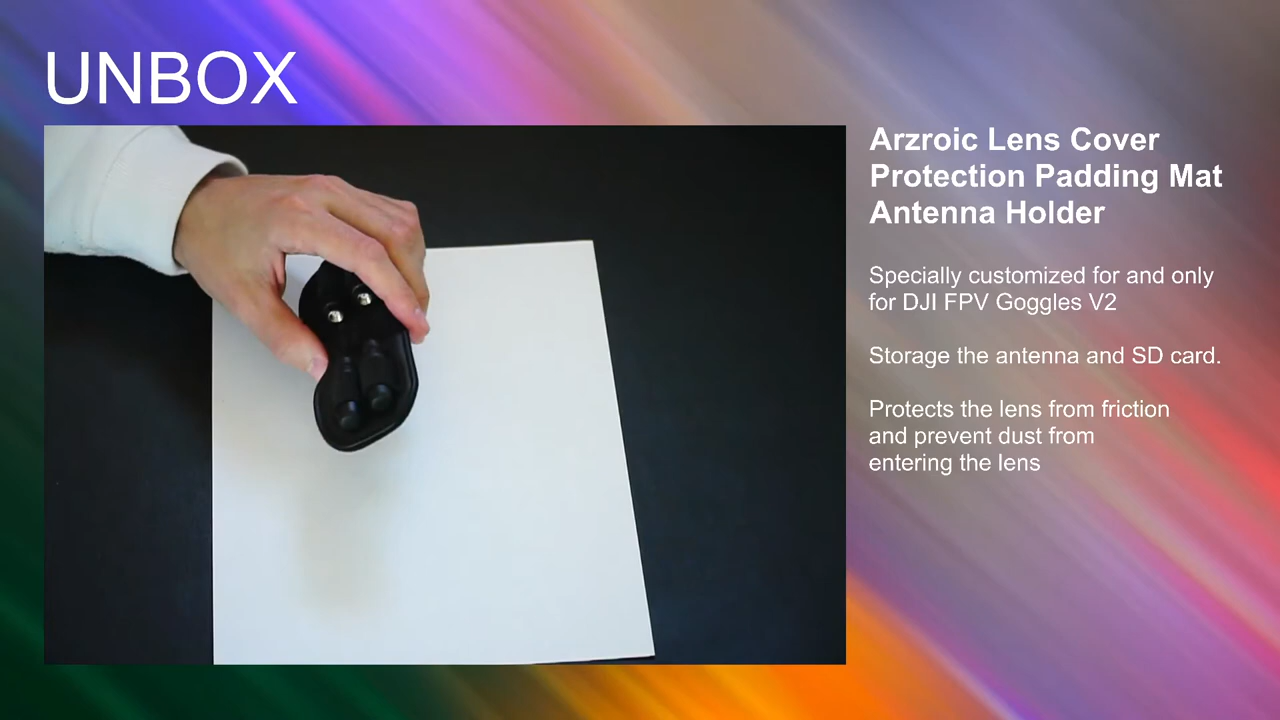 UNBOX
Arzroic Lens Cover
Protection Padding Mat
Antenna Holder
Specially customized for and only
for DJI FPV Goggles V2
Storage the antenna and SD card.
Protects the lens from friction
and prevent dust from
entering the lens